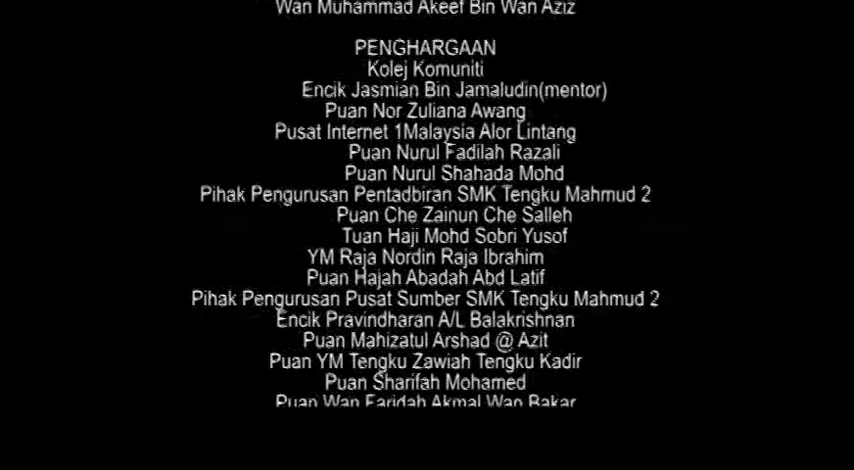 Wan Muhammad Akeef Bin Wan Aziz
PENGHARGAAN
Kolej Komuniti
Encik Jasmian Bin Jamaludin(mentor)
Puan Nor Zuliana Awang
Pusat Internet 1Malaysia Alor Lintang
Puan Nurul Fadilah Razali
Puan Nurul Shahada Mohd
Pihak Pengurusan Pentadbiran SMK Tengku Mahmud 2
Puan Che Zainun Che Salleh
Tuan Haji Mohd Sobri Yusof
YM Raja Nordin Raja Ibrahim
Puan Hajah Abadah Abd Latif
Pihak Pengurusan Pusat Sumber SMK Tengku Mahmud 2
Encik Pravindharan A/L Balakrishnan
Puan Mahizatul Arshad @ Azit
Puan YM Tengku Zawiah Tengku Kadir
Puan Sharifah Mohamed
Puan Wan Faridah Akmal Wan Bakar